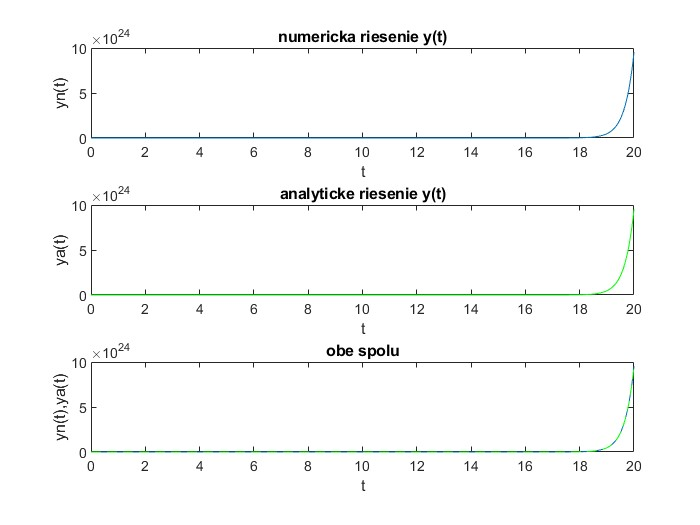 ×10^24
numericka riesenie y(t)
10
5
0
yn(t)
0 2 4 6 8 10 12 14 16 18 20
t
×10^24
analyticke riesenie y(t)
10
5
0
ya(t)
0 2 4 6 8 10 12 14 16 18 20
t
×10^24
obe spolu
10
5
0
yn(t),ya(t)
0 2 4 6 8 10 12 14 16 18 20
t